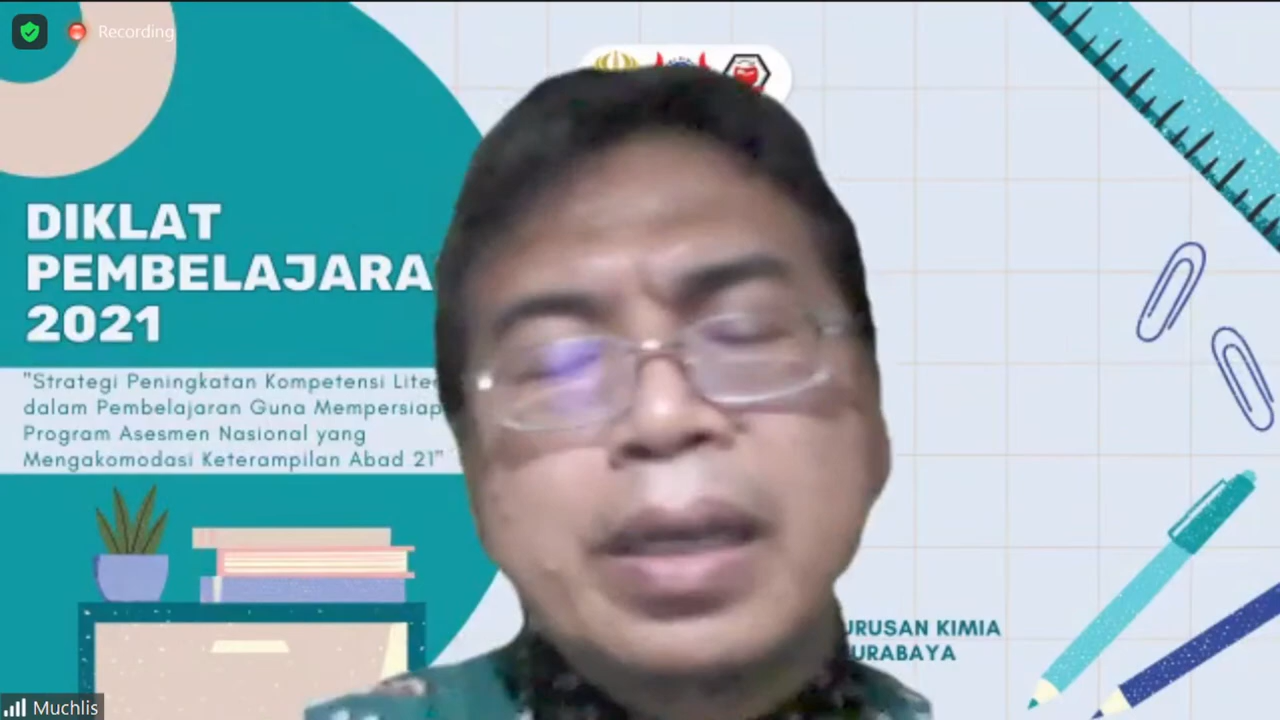 Recording
DIKLAT
PEMBELAJARA
2021
"Strategi Peningkatan Kompetensi Lite
dalam Pembelajaran Guna Mempersiap
Program Asesmen Nasional yang
Mengakomodasi Keterampilan Abad 21"
URUSAN KIMIA
URABAYA
Muchlis